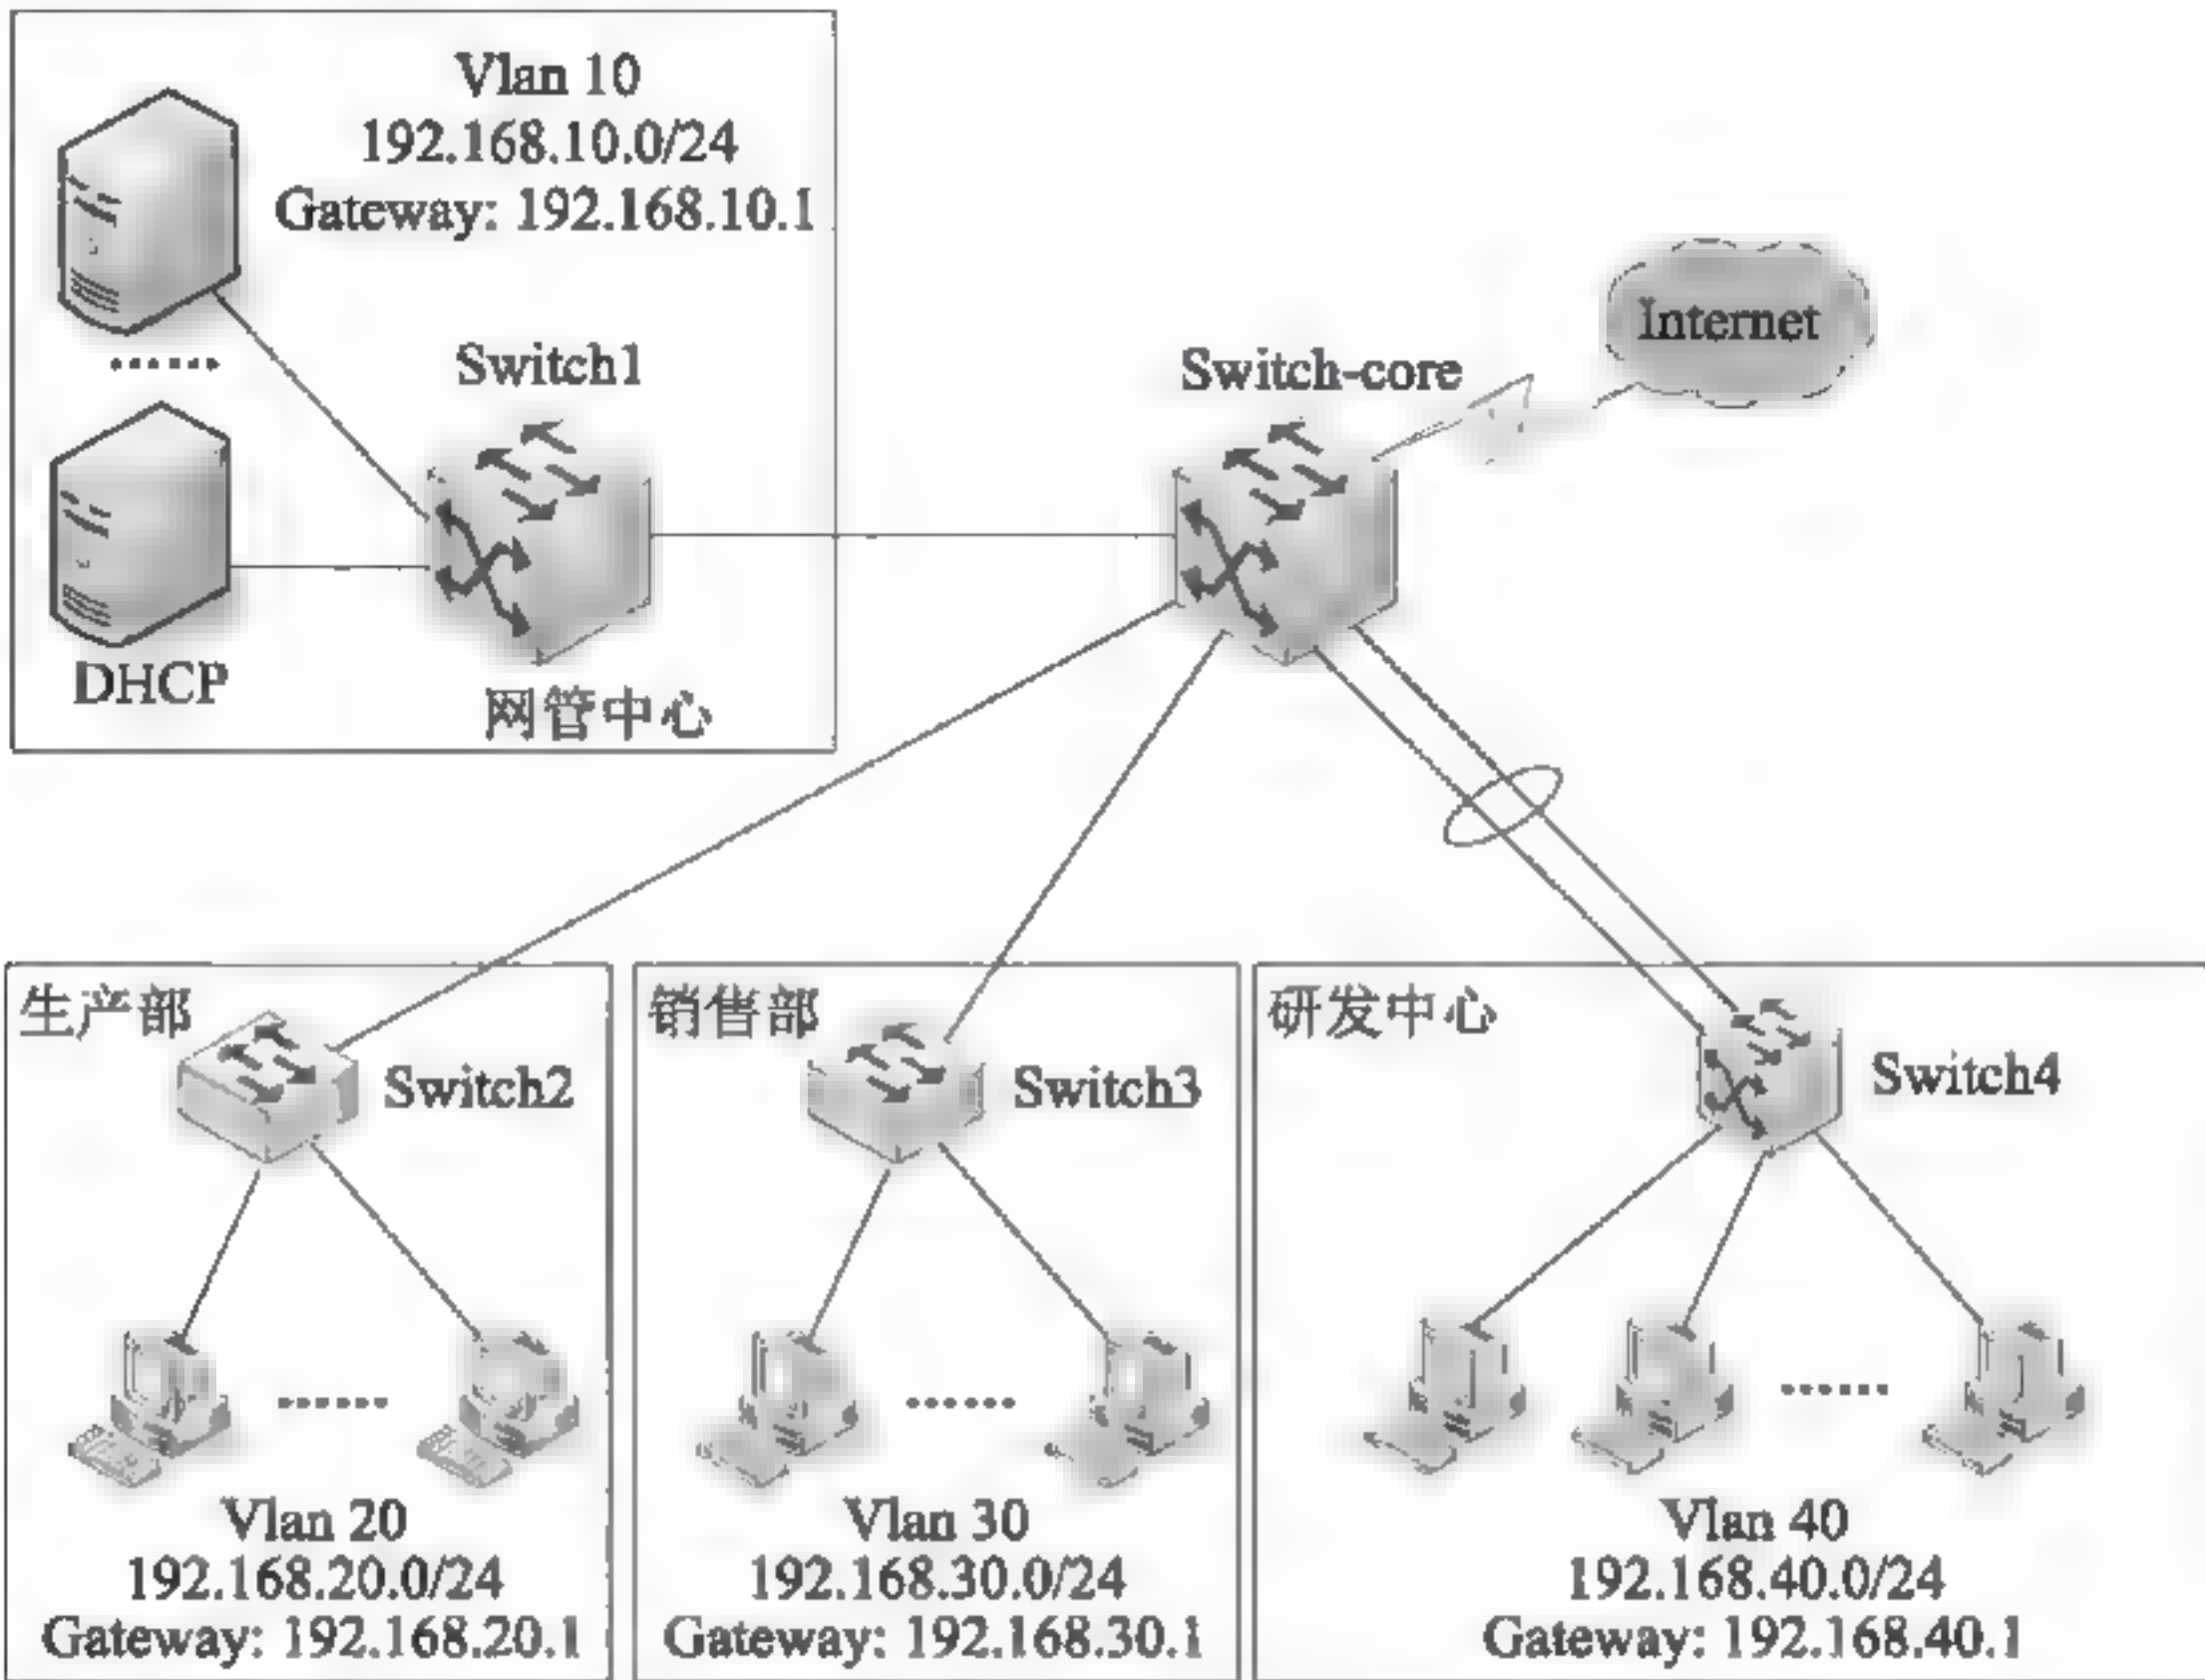 Vlan 10
192.168.10.0/24
Gateway: 192.168.10.1
Switch1
DHCP
网管中心
Switch-core
Internet
生产部
Switch2
Vlan 20
192.168.20.0/24
Gateway: 192.168.20.1
销售部
Switch3
Vlan 30
192.168.30.0/24
Gateway: 192.168.30.1
研发中心
Switch4
Vlan 40
192.168.40.0/24
Gateway: 192.168.40.1